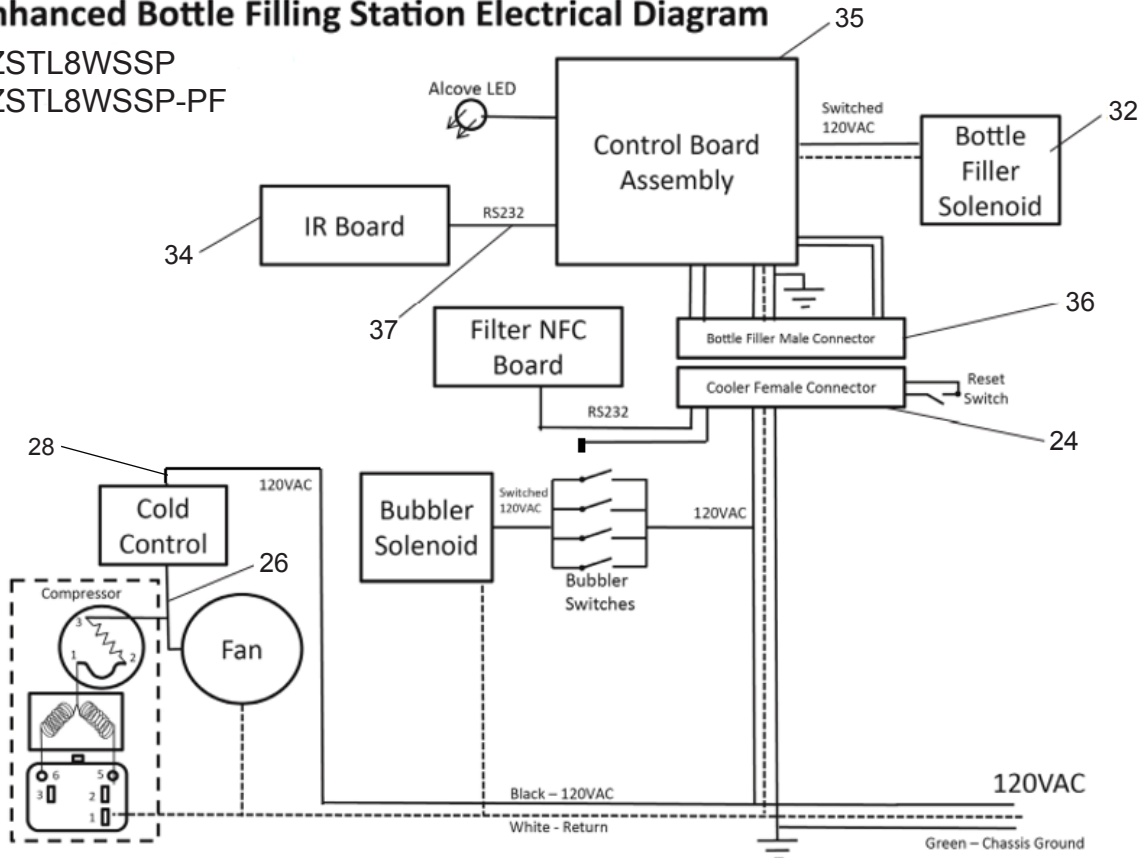 nhanced Bottle Filling Station Electrical Diagram
ZSTL8WSSP
ZSTL8WSSP-PF
35
Alcove LED
Control Board
Assembly
Switched
120VAC
Bottle
Filler
Solenoid
32
IR Board
RS232
34
37
Filter NFC
Board
RS232
36
Bottle Filler Male Connector
Cooler Female Connector
Reset
Switch
24
28
120VAC
Cold
Control
26
Bubbler
Solenoid
Switched
120VAC
120VAC
Bubbler
Switches
Compressor
3
1
2
Fan
6
5
3
2
1
Black – 120VAC
White - Return
120VAC
Green – Chassis Ground